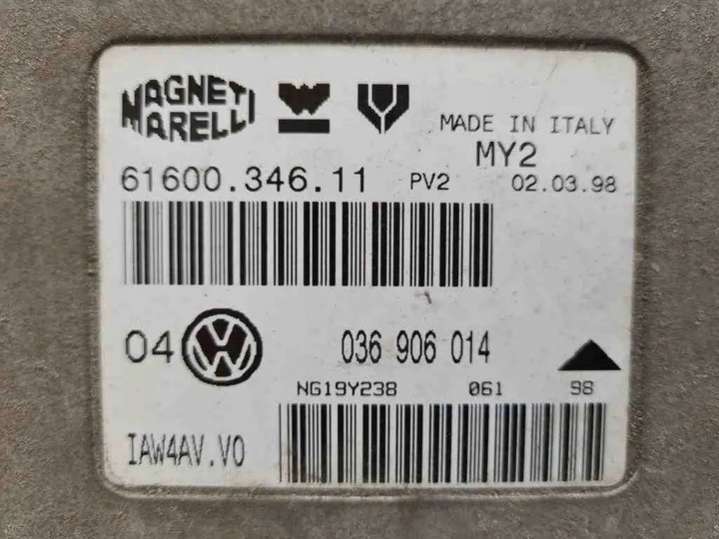 MAGNETI
MARELLI
MADE IN ITALY
MY2
61600.346.11 PV2 02.03.98
04 VW 036 906 014
NG19Y238 061 98
IAW4AV.V0